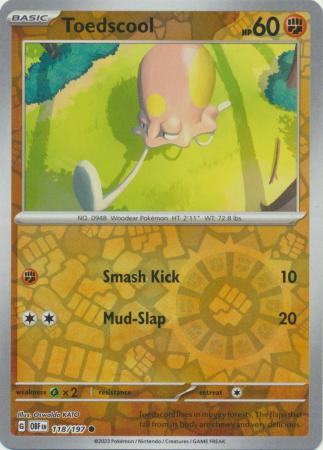 BASIC
Toedscool
HP 60
NO. 0948 Woodear Pokémon HT: 2'11" WT: 72.8 lbs.
Smash Kick 10
Mud-Slap 20
weakness ×2 resistance retreat
Illus. Oswaldo KATO
G OBF EN 118/197
Toedscool lives in muggy forests. The flaps
that fall from its body are chewy and very delicious.
©2023 Pokémon / Nintendo / Creatures / GAME FREAK